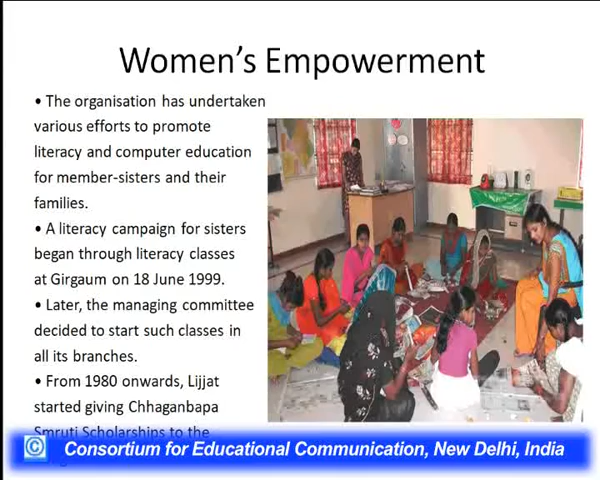 Women's Empowerment
• The organisation has undertaken
various efforts to promote
literacy and computer education
for member-sisters and their
families.
• A literacy campaign for sisters
began through literacy classes
at Girgaum on 18 June 1999.
• Later, the managing committee
decided to start such classes in
all its branches.
• From 1980 onwards, Lijjat
started giving Chhaganbapa
Smruti Scholarships to the
© Consortium for Educational Communication, New Delhi, India